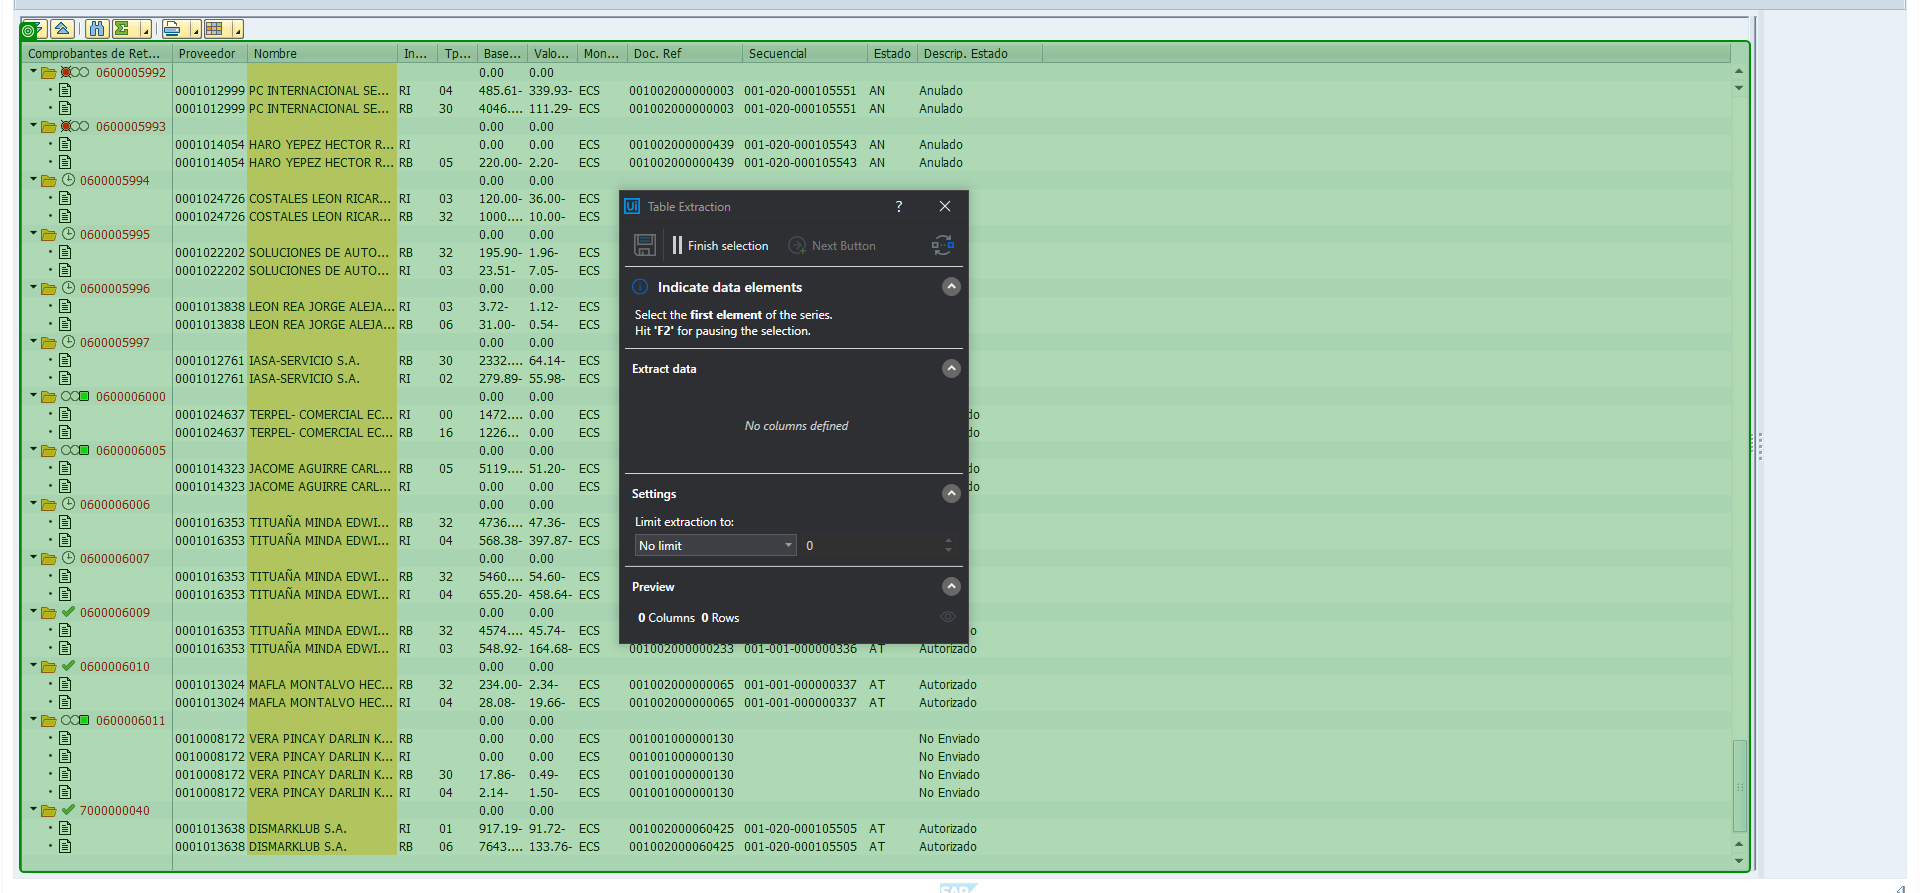 Comprobantes de Ret... Proveedor Nombre In... Tp... Base... Valo... Mon... Doc. Ref Secuencial Estado Descrip. Estado
0600005992 0.00 0.00
0001012999 PC INTERNACIONAL SE... RI 04 485.61- 339.93- ECS 001002000000003 001-020-000105551 AN Anulado
0001012999 PC INTERNACIONAL SE... RB 30 4046.... 111.29- ECS 001002000000003 001-020-000105551 AN Anulado
0600005993 0.00 0.00
0001014054 HARO YEPEZ HECTOR R... RI 0.00 0.00 ECS 001002000000439 001-020-000105543 AN Anulado
0001014054 HARO YEPEZ HECTOR R... RB 05 220.00- 2.20- ECS 001002000000439 001-020-000105543 AN Anulado
0600005994 0.00 0.00
0001024726 COSTALES LEON RICAR... RI 03 120.00- 36.00- ECS
0001024726 COSTALES LEON RICAR... RB 32 1000.... 10.00- ECS
0600005995 0.00 0.00
0001022202 SOLUCIONES DE AUTO... RB 32 195.90- 1.96- ECS
0001022202 SOLUCIONES DE AUTO... RI 03 23.51- 7.05- ECS
0600005996 0.00 0.00
0001013838 LEON REA JORGE ALEJA... RI 03 3.72- 1.12- ECS
0001013838 LEON REA JORGE ALEJA... RB 06 31.00- 0.54- ECS
0600005997 0.00 0.00
0001012761 IASA-SERVICIO S.A. RB 30 2332.... 64.14- ECS
0001012761 IASA-SERVICIO S.A. RI 02 279.89- 55.98- ECS
0600006000 0.00 0.00
0001024637 TERPEL- COMERCIAL EC... RI 00 1472.... 0.00 ECS do
0001024637 TERPEL- COMERCIAL EC... RB 16 1226... 0.00 ECS do
0600006005 0.00 0.00
0001014323 JACOME AGUIRRE CARL... RB 05 5119.... 51.20- ECS do
0001014323 JACOME AGUIRRE CARL... RI 0.00 0.00 ECS do
0600006006 0.00 0.00
0001016353 TITUAÑA MINDA EDWI... RB 32 4736.... 47.36- ECS
0001016353 TITUAÑA MINDA EDWI... RI 04 568.38- 397.87- ECS
0600006007 0.00 0.00
0001016353 TITUAÑA MINDA EDWI... RB 32 5460.... 54.60- ECS
0001016353 TITUAÑA MINDA EDWI... RI 04 655.20- 458.64- ECS
0600006009 0.00 0.00
0001016353 TITUAÑA MINDA EDWI... RB 32 4574.... 45.74- ECS o
0001016353 TITUAÑA MINDA EDWI... RI 03 548.92- 164.68- ECS 001002000000233 001-001-000000336 AT Autorizado
0600006010 0.00 0.00
0001013024 MAFLA MONTALVO HEC... RB 32 234.00- 2.34- ECS 001002000000065 001-001-000000337 AT Autorizado
0001013024 MAFLA MONTALVO HEC... RI 04 28.08- 19.66- ECS 001002000000065 001-001-000000337 AT Autorizado
0600006011 0.00 0.00
0010008172 VERA PINCAY DARLIN K... RB 0.00 0.00 ECS 001001000000130 No Enviado
0010008172 VERA PINCAY DARLIN K... RI 0.00 0.00 ECS 001001000000130 No Enviado
0010008172 VERA PINCAY DARLIN K... RB 30 17.86- 0.49- ECS 001001000000130 No Enviado
0010008172 VERA PINCAY DARLIN K... RI 04 2.14- 1.50- ECS 001001000000130 No Enviado
7000000040 0.00 0.00
0001013638 DISMARKLUB S.A. RI 01 917.19- 91.72- ECS 001002000060425 001-020-000105505 AT Autorizado
0001013638 DISMARKLUB S.A. RB 06 7643.... 133.76- ECS 001002000060425 001-020-000105505 AT Autorizado
Ui Table Extraction ?
Finish selection Next Button
Indicate data elements
Select the first element of the series.
Hit 'F2' for pausing the selection.
Extract data
No columns defined
Settings
Limit extraction to:
No limit 0
Preview
0 Columns 0 Rows
SAP